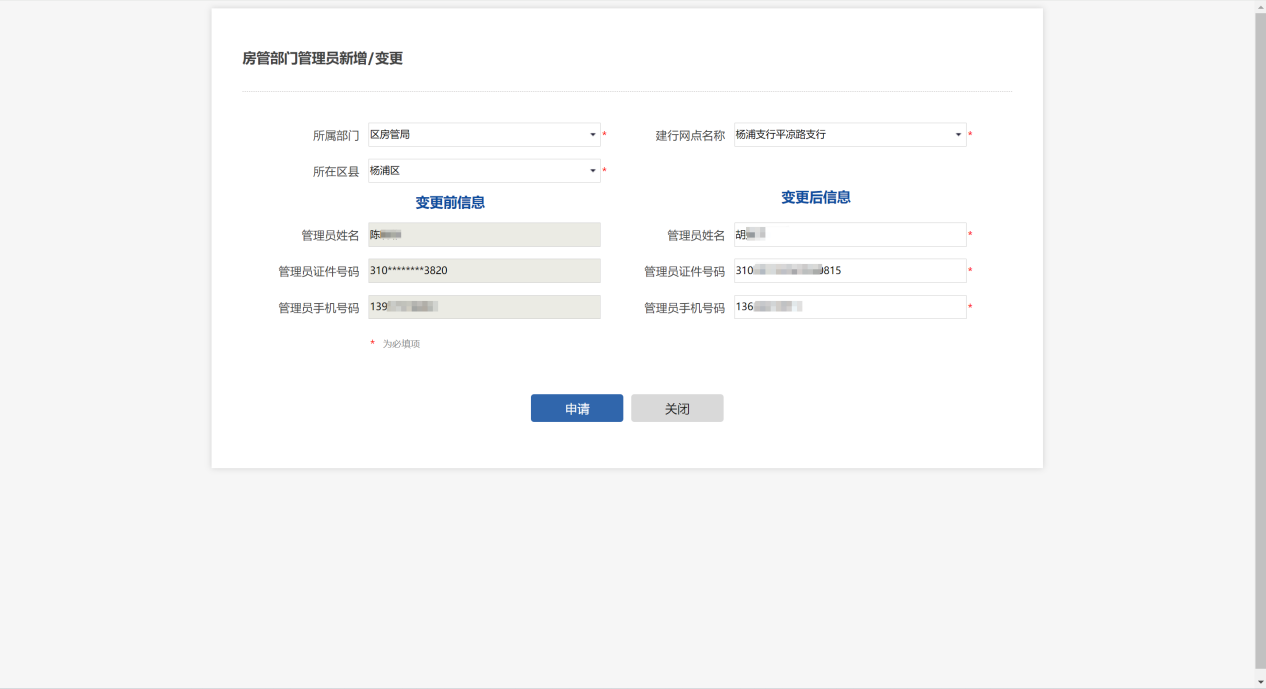 房管部门管理员新增/变更
所属部门 区房管局 * 建行网点名称 杨浦支行平凉路支行 *
所在区县 杨浦区 *
变更前信息 变更后信息
管理员姓名 陈 管理员姓名 胡 *
管理员证件号码 310********3820 管理员证件号码 310 0815 *
管理员手机号码 139 管理员手机号码 136 *
* 为必填项
申请 关闭